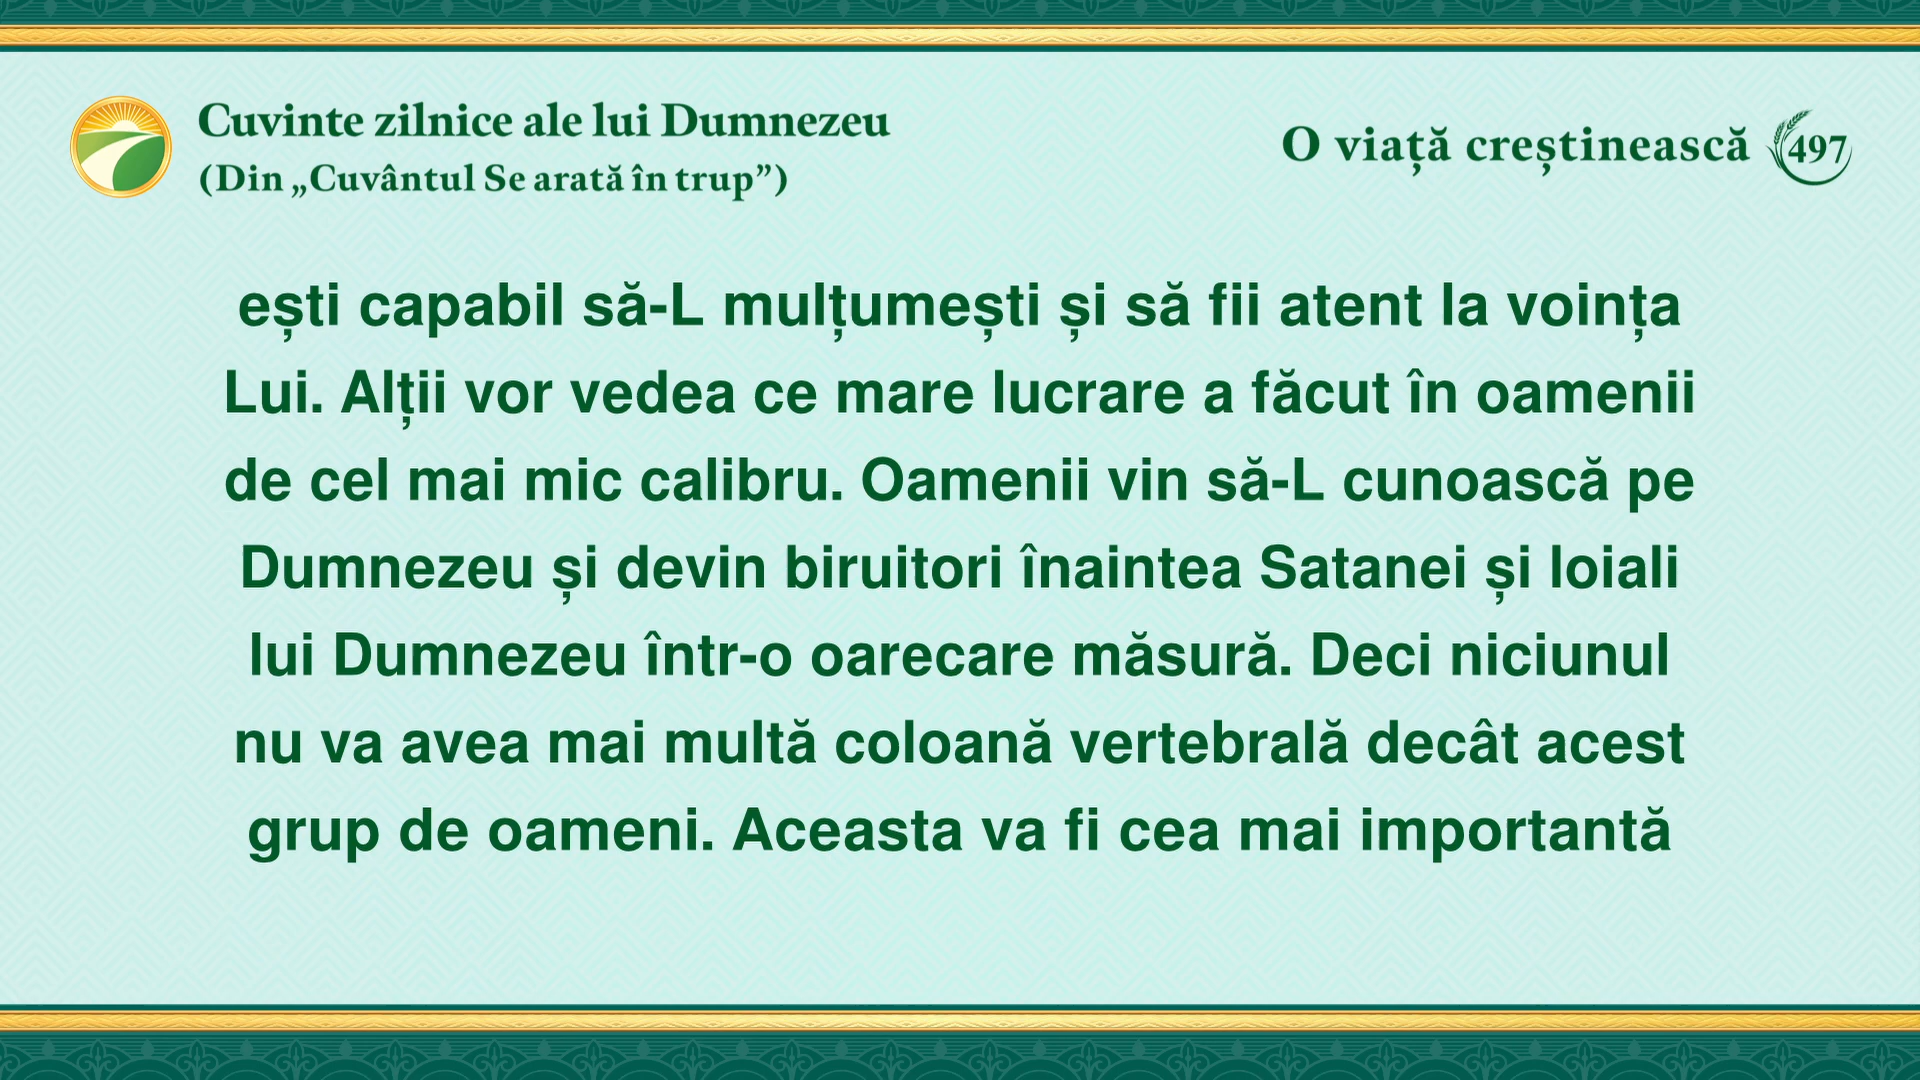 Cuvinte zilnice ale lui Dumnezeu
(Din „Cuvântul Se arată în trup”)
O viață creștinească 497
ești capabil să-L mulțumești și să fii atent la voința
Lui. Alții vor vedea ce mare lucrare a făcut în oamenii
de cel mai mic calibru. Oamenii vin să-L cunoască pe
Dumnezeu și devin biruitori înaintea Satanei și loiali
lui Dumnezeu într-o oarecare măsură. Deci niciunul
nu va avea mai multă coloană vertebrală decât acest
grup de oameni. Aceasta va fi cea mai importantă